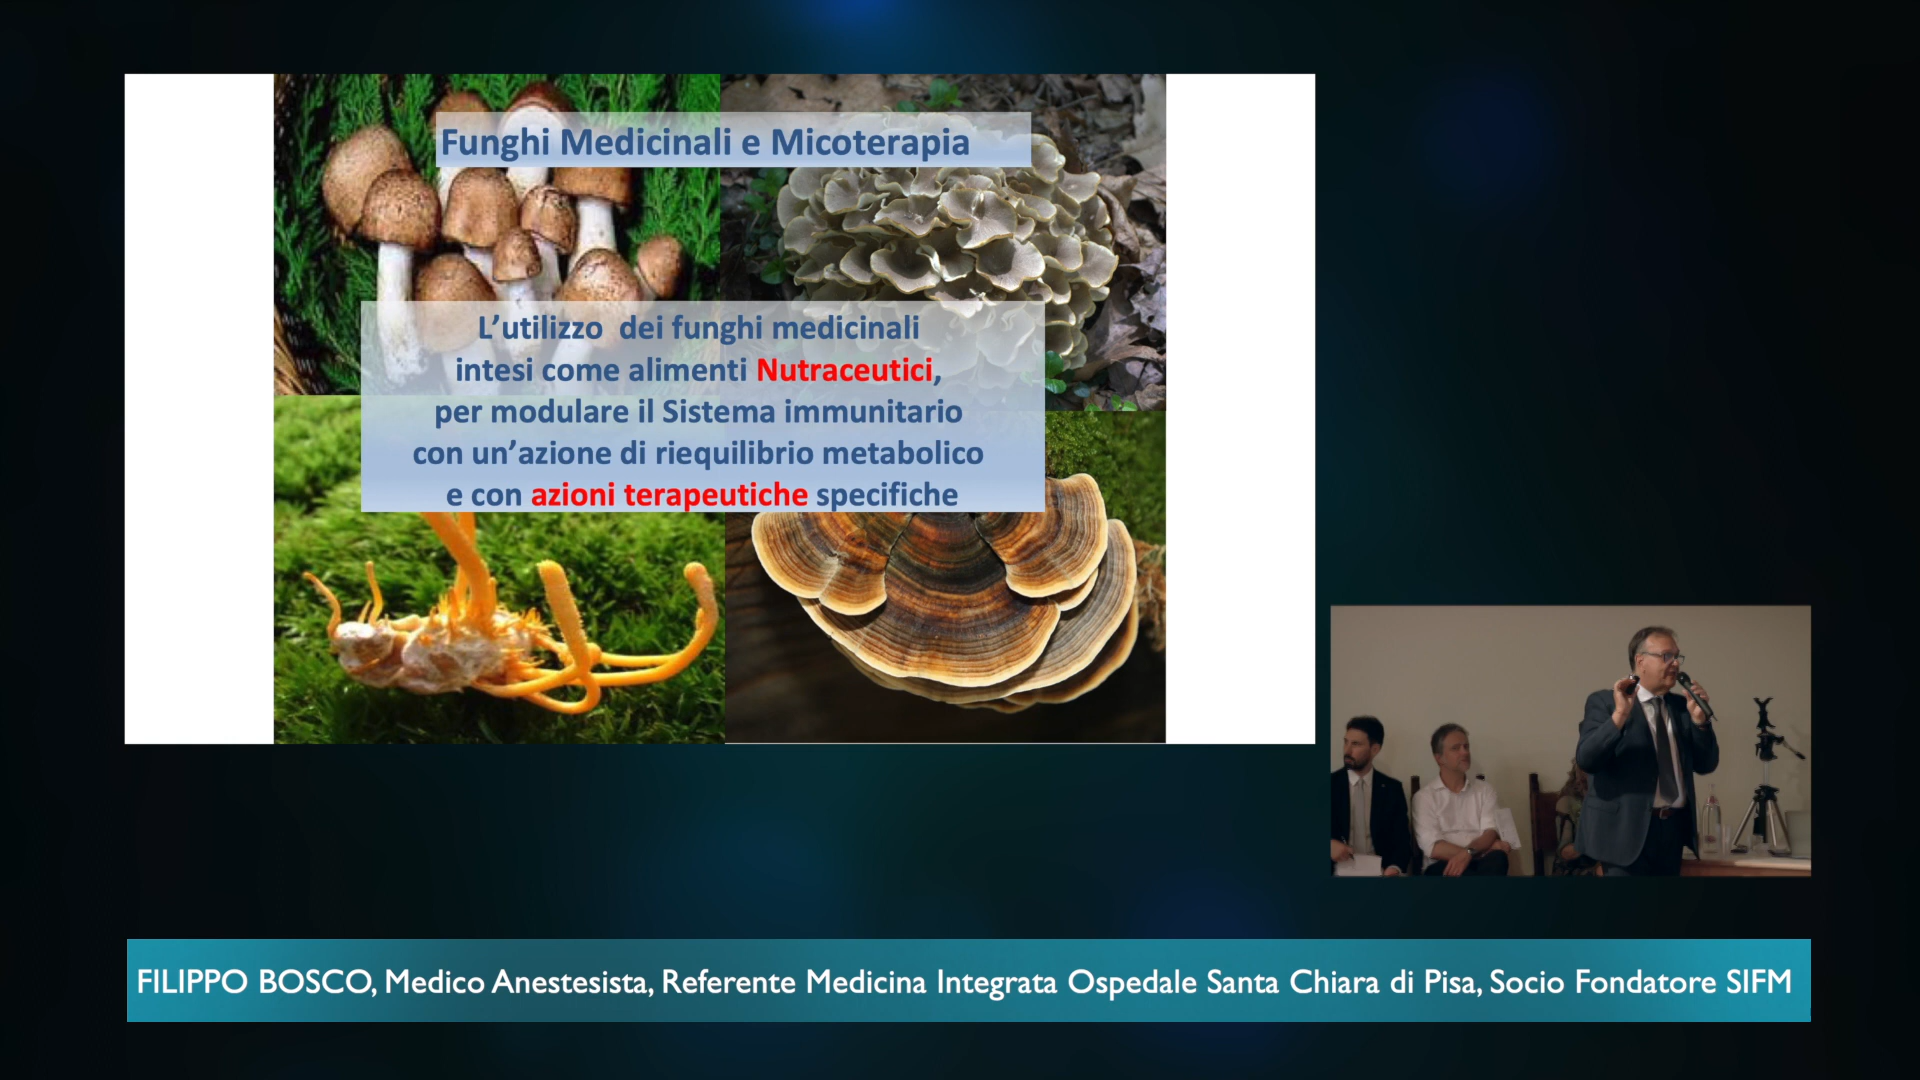 Funghi Medicinali e Micoterapia
L’utilizzo  dei funghi medicinali
intesi come alimenti Nutraceutici,
per modulare il Sistema immunitario
con un’azione di riequilibrio metabolico
e con azioni terapeutiche specifiche
FILIPPO BOSCO, Medico Anestesista, Referente Medicina Integrata Ospedale Santa Chiara di Pisa, Socio Fondatore SIFM